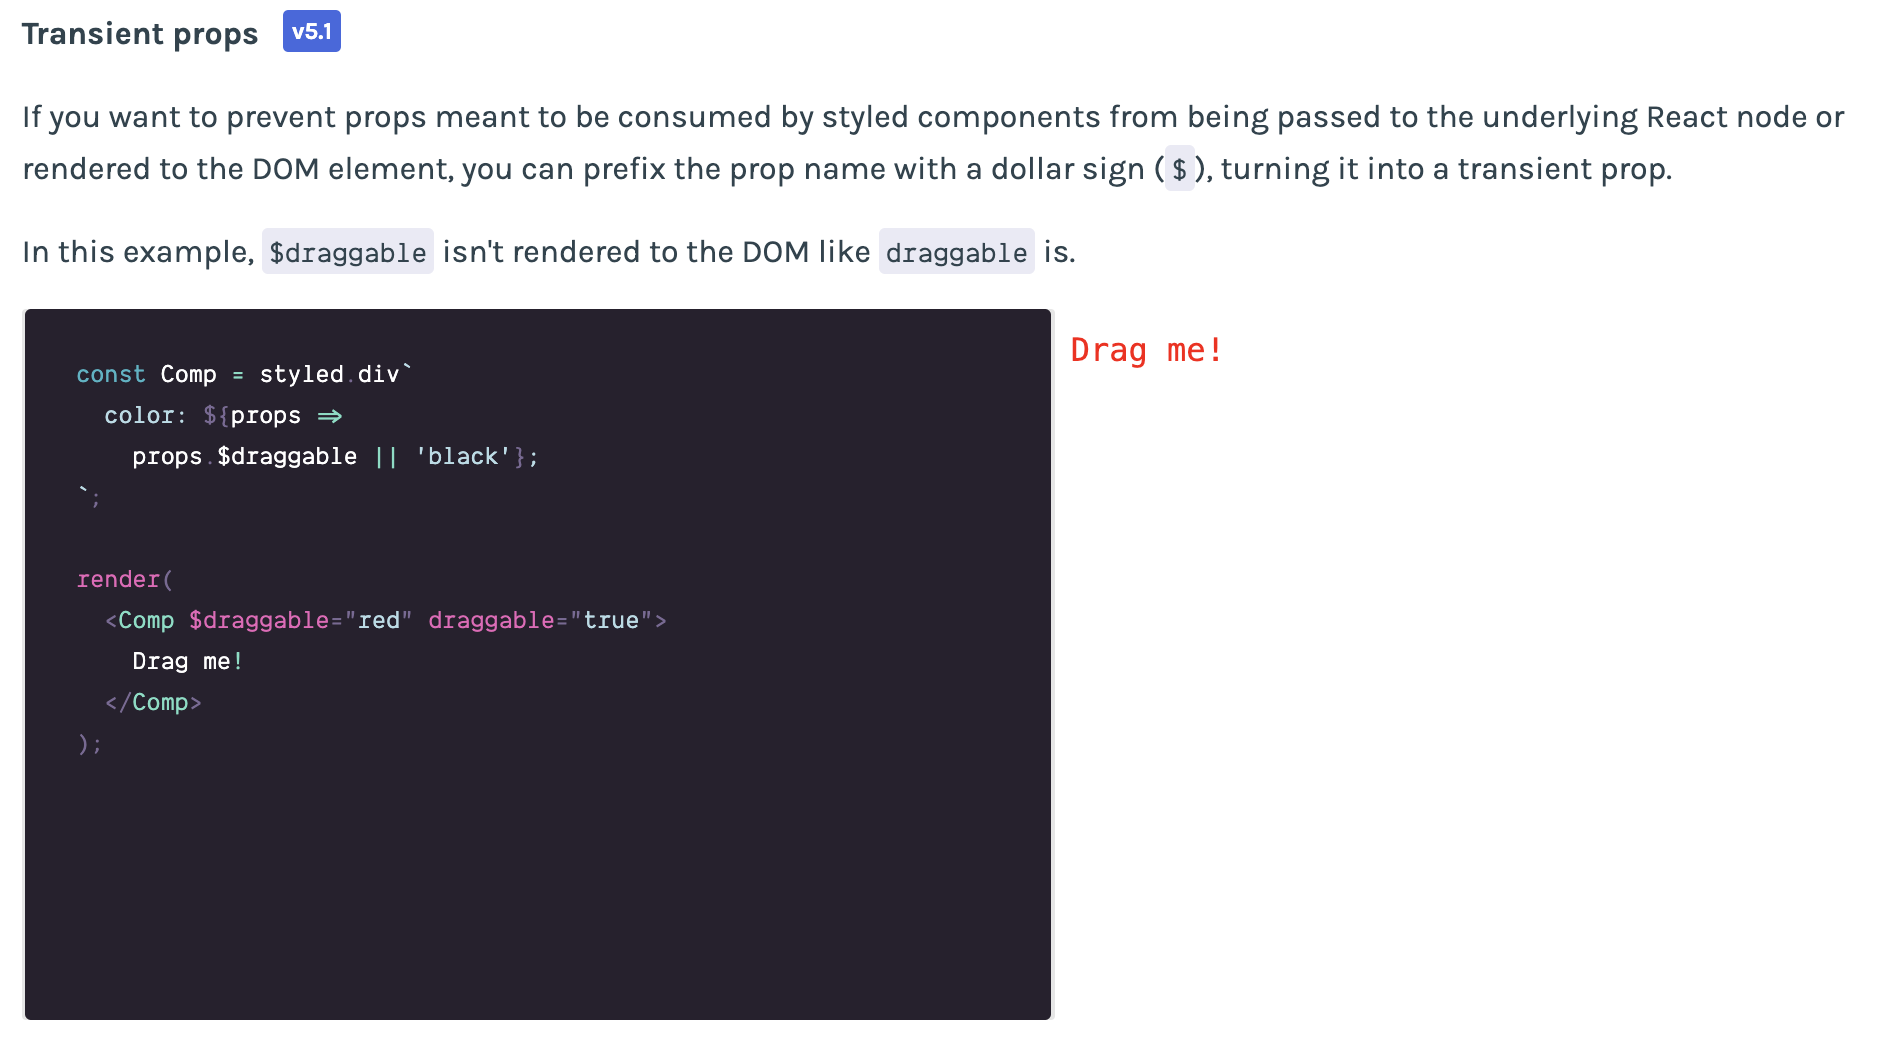 Transient props v5.1
If you want to prevent props meant to be consumed by styled components from being passed to the underlying React node or
rendered to the DOM element, you can prefix the prop name with a dollar sign ($), turning it into a transient prop.
In this example, $draggable isn't rendered to the DOM like draggable is.
const Comp = styled.div`
  color: ${props =>
    props.$draggable || 'black'};
`;
render(
  <Comp $draggable="red" draggable="true">
    Drag me!
  </Comp>
);
Drag me!